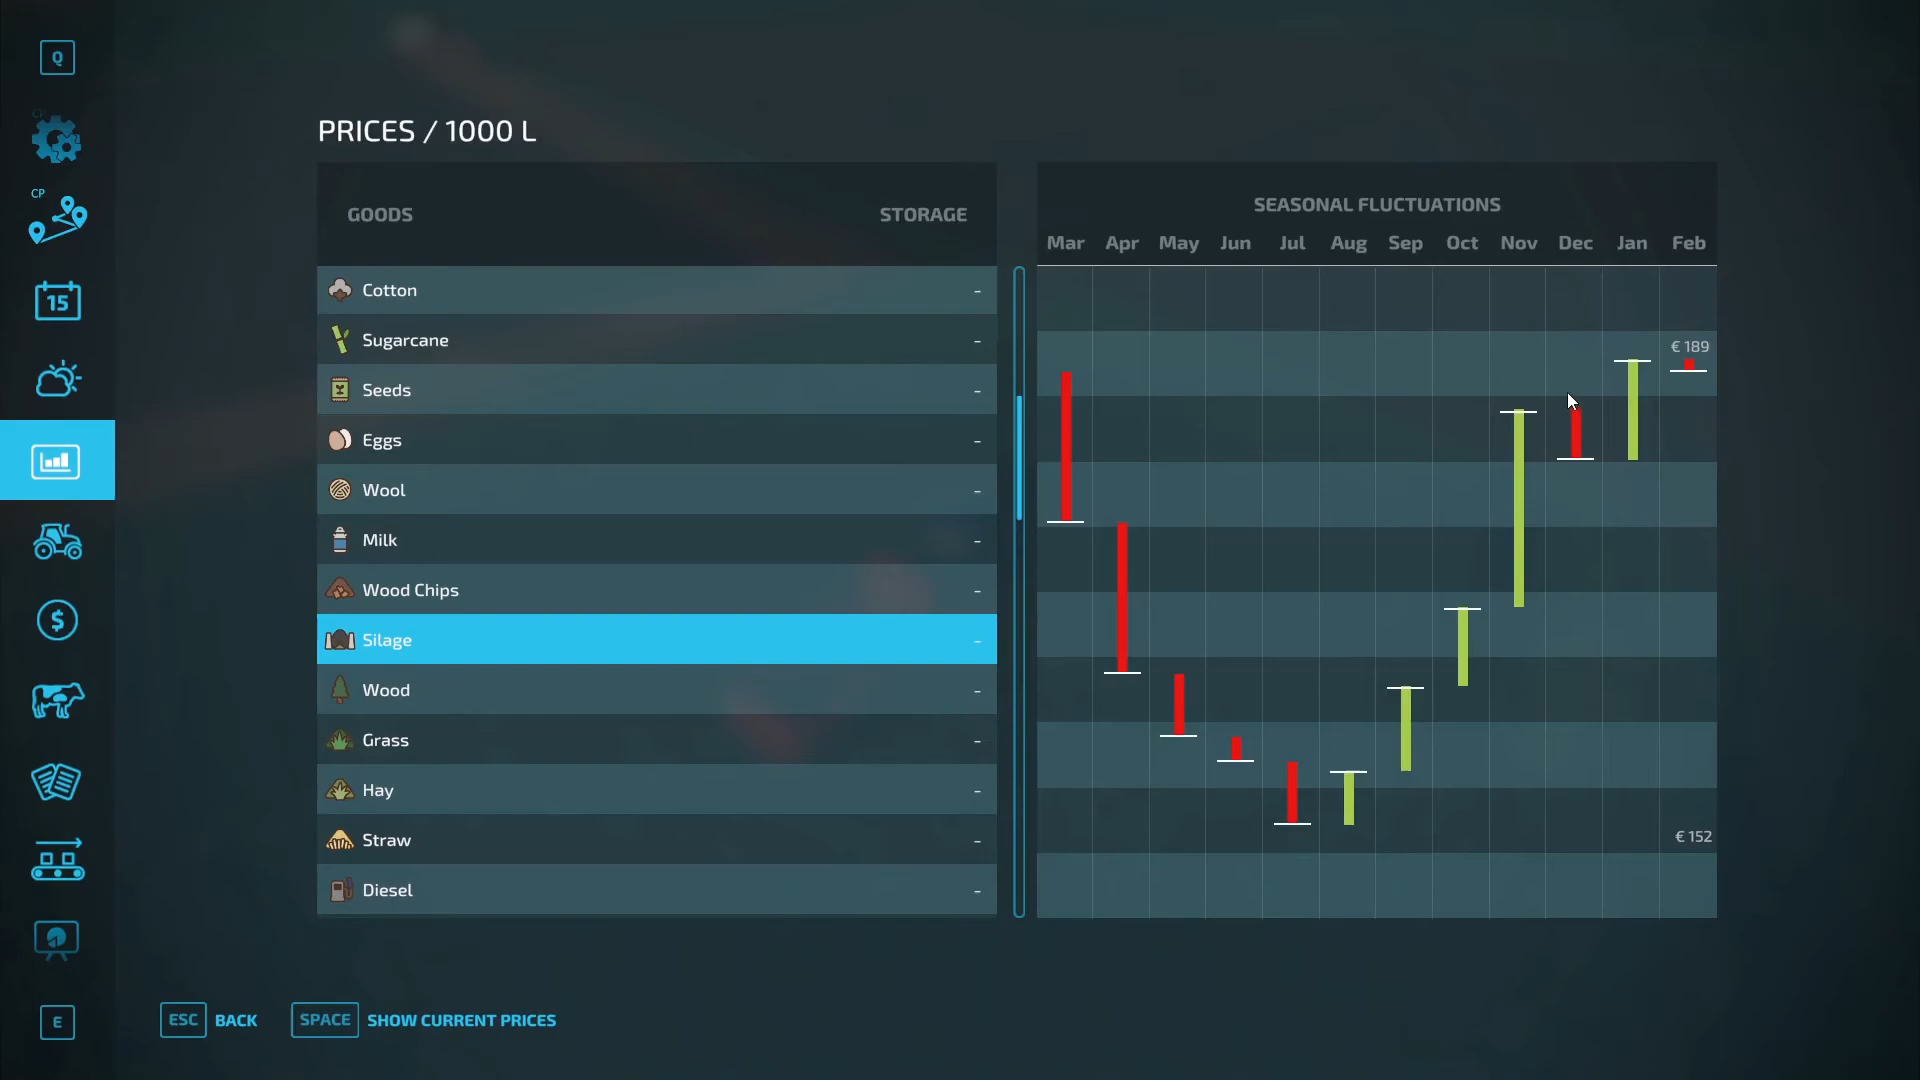 Q
CP
CP
15
$
E
PRICES / 1000 L
GOODS STORAGE
Cotton -
Sugarcane -
Seeds -
Eggs -
Wool -
Milk -
Wood Chips -
Silage -
Wood -
Grass -
Hay -
Straw -
Diesel -
SEASONAL FLUCTUATIONS
Mar Apr May Jun Jul Aug Sep Oct Nov Dec Jan Feb
€ 189
€ 152
ESC BACK SPACE SHOW CURRENT PRICES